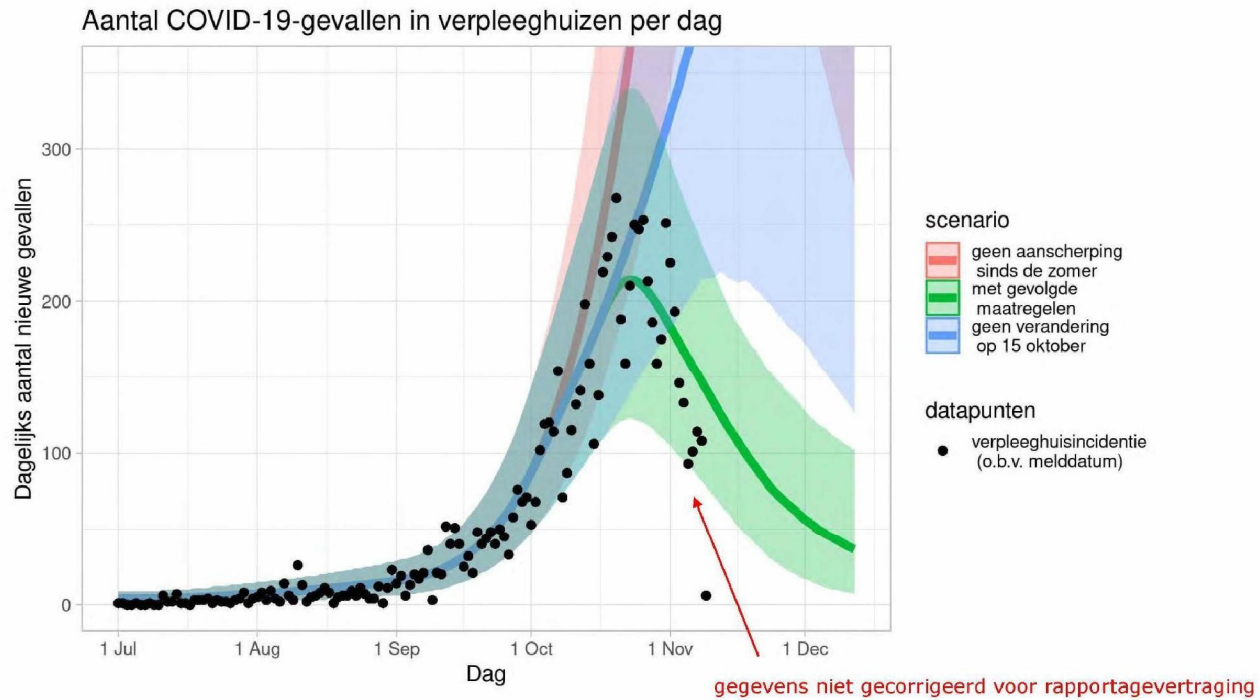 Aantal COVID-19-gevallen in verpleeghuizen per dag
Dagelijks aantal nieuwe gevallen
300
200
100
0
1 Jul
1 Aug
1 Sep
1 Oct
1 Nov
1 Dec
Dag
scenario
geen aanscherping
sinds de zomer
met gevolgde
maatregelen
geen verandering
op 15 oktober
datapunten
verpleeghuisincidentie
(o.b.v. melddatum)
gegevens niet gecorrigeerd voor rapportagevertraging